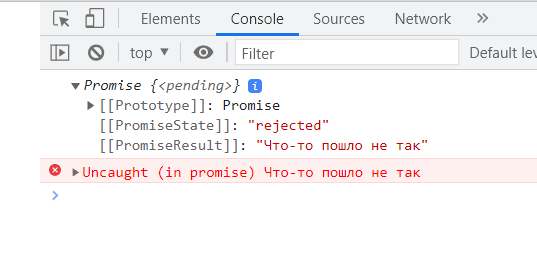 Elements Console Sources Network »
top Filter Default lev
Promise {<pending>} i
[[Prototype]]: Promise
[[PromiseState]]: "rejected"
[[PromiseResult]]: "Что-то пошло не так"
Uncaught (in promise) Что-то пошло не так